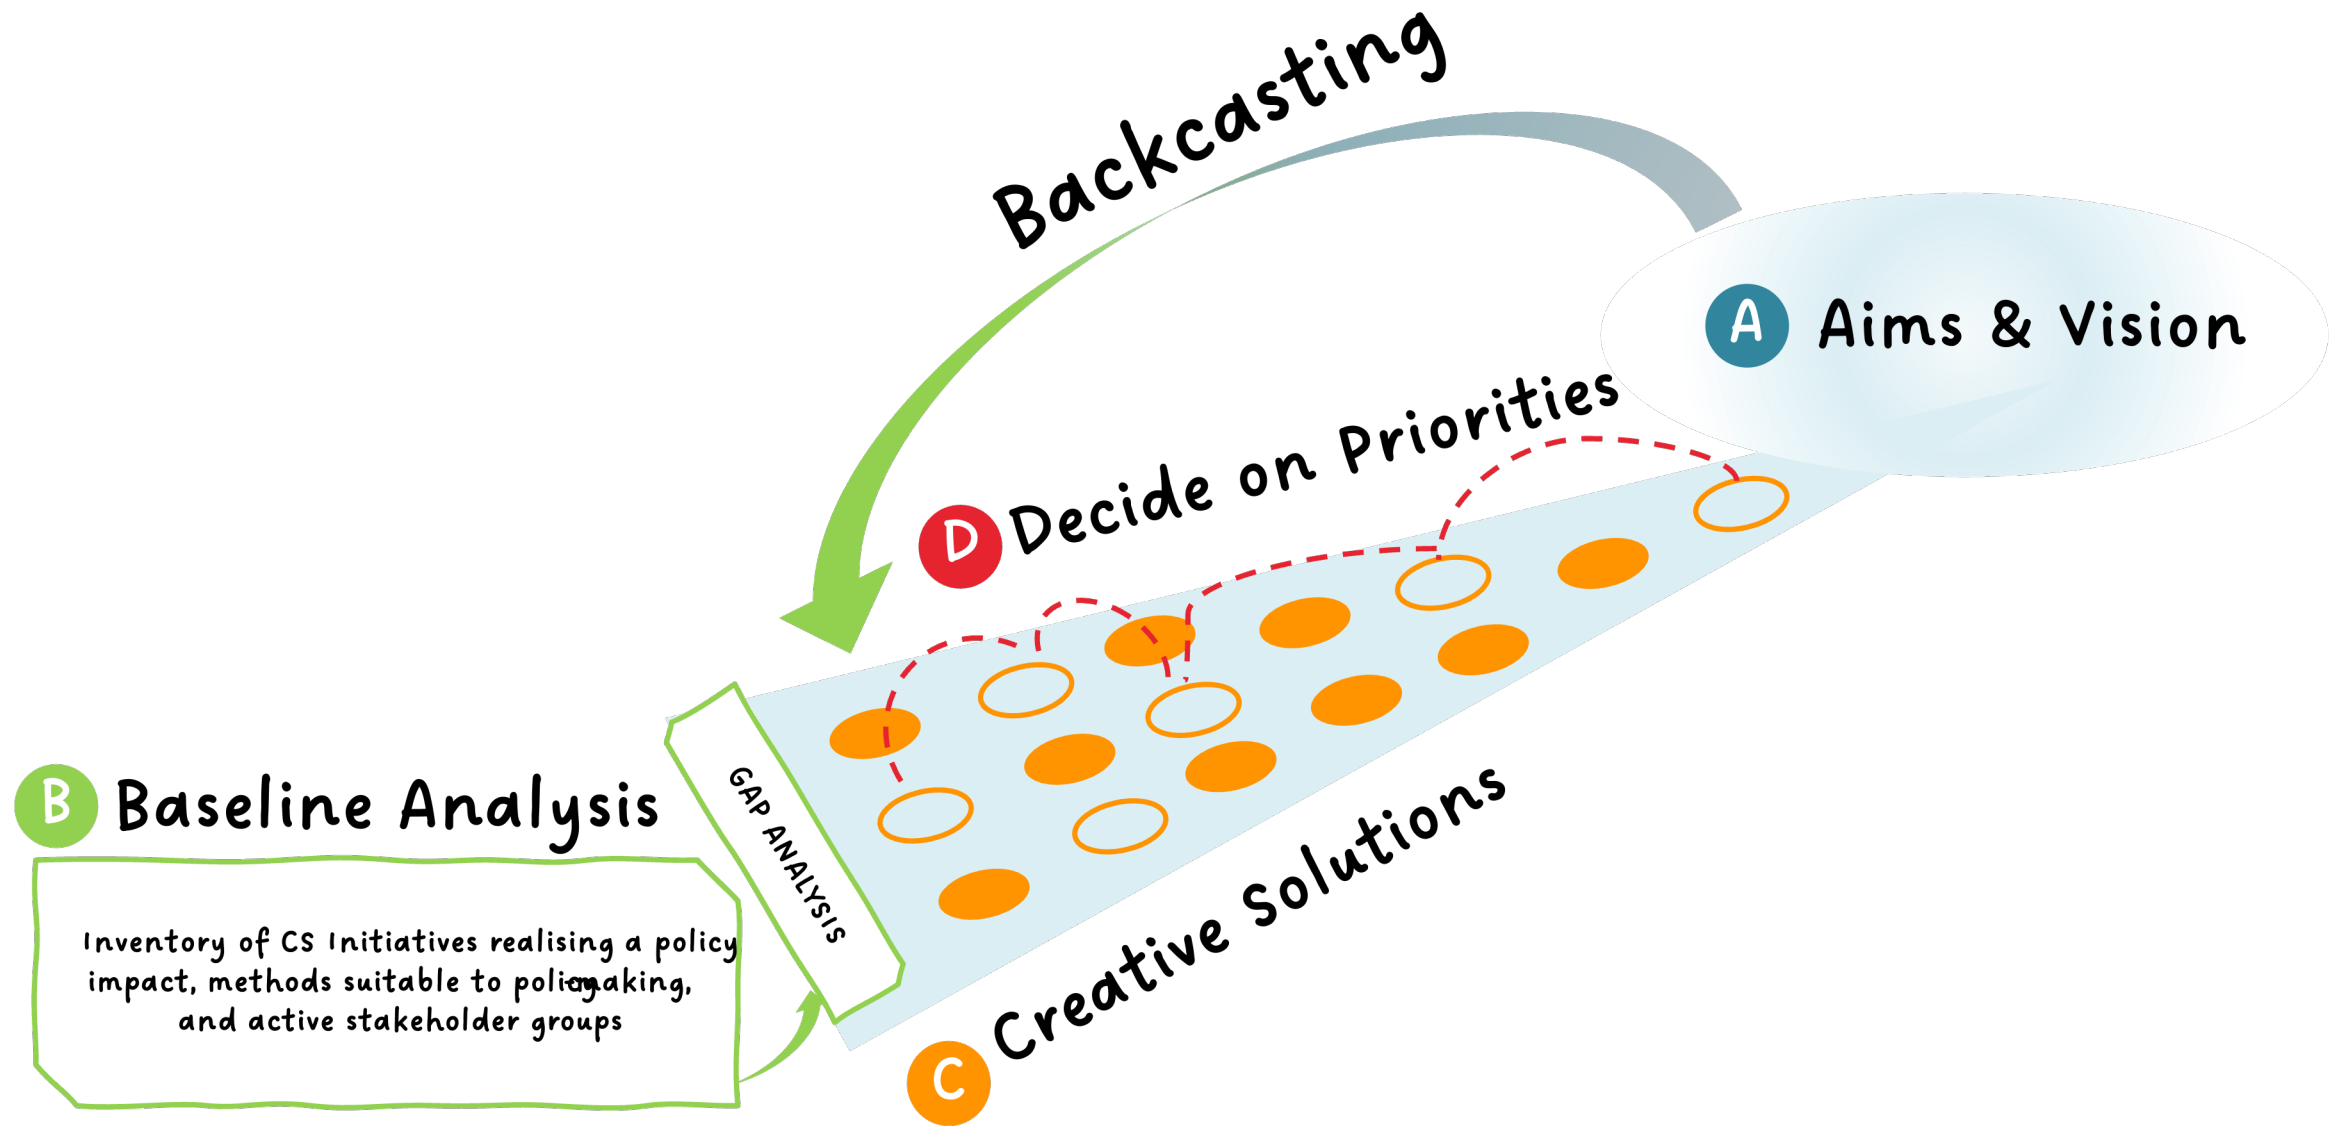 Backcasting
A Aims & Vision
D Decide on Priorities
B Baseline Analysis
GAP ANALYSIS
Inventory of CS Initiatives realising a policy
impact, methods suitable to
and active stakeholder groups
C Creative Solutions